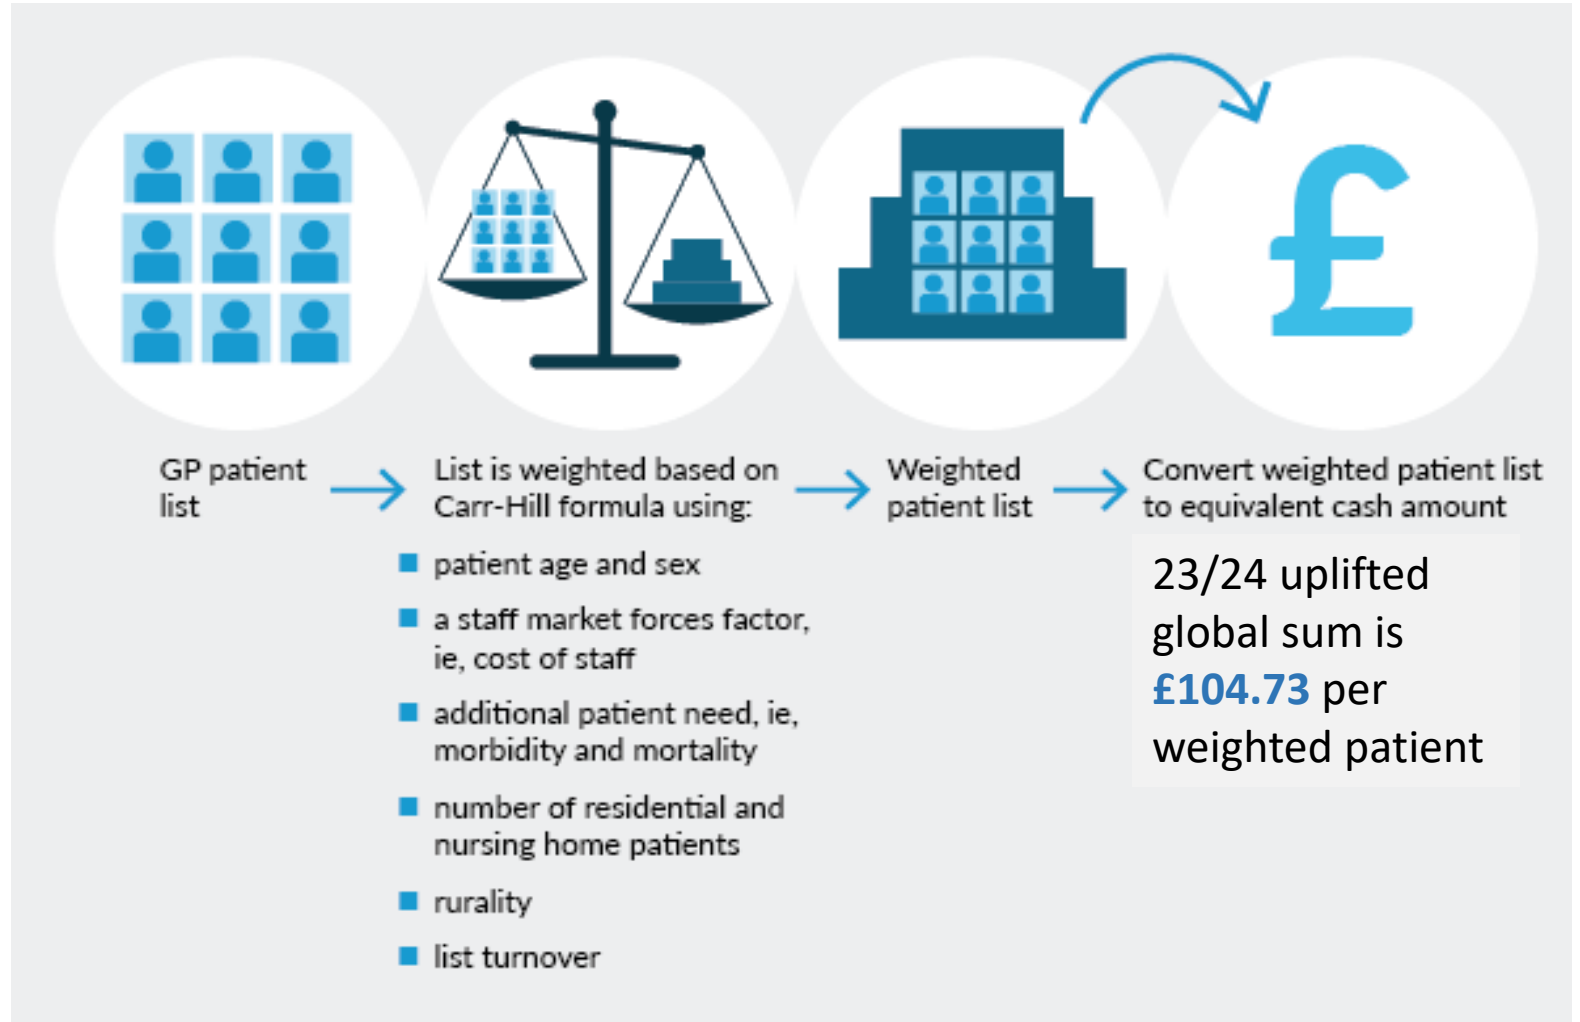 GP patient
list
List is weighted based on
Carr-Hill formula using:
patient age and sex
a staff market forces factor,
ie, cost of staff
additional patient need, ie,
morbidity and mortality
number of residential and
nursing home patients
rurality
list turnover
Weighted
patient list
Convert weighted patient list
to equivalent cash amount
£
23/24 uplifted
global sum is
£104.73 per
weighted patient